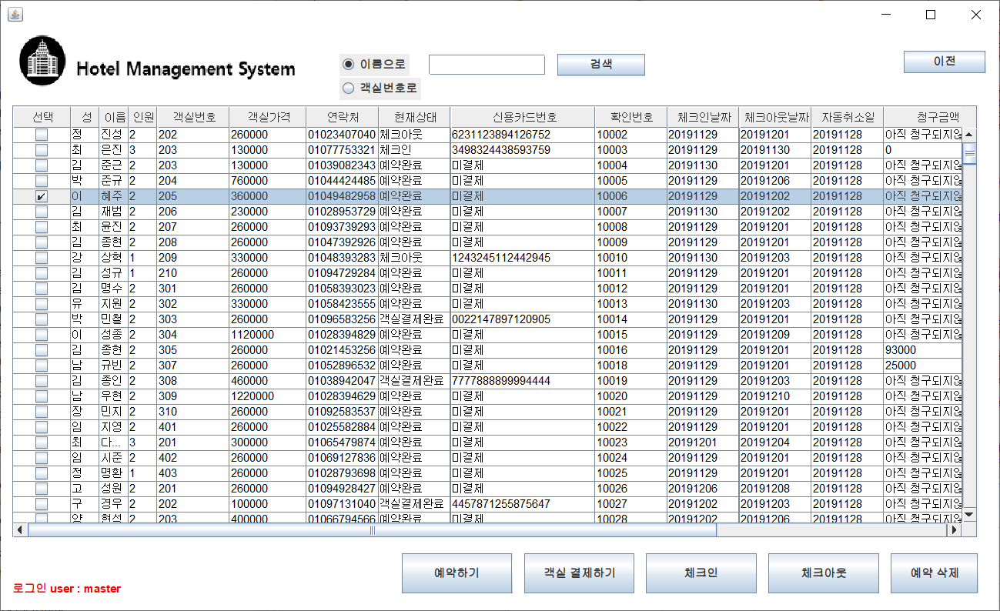 Hotel Management System
이름으로
검색
이전
객실번호로
선택 성 이름 인원 객실번호 객실가격 연락처 현재상태 신용카드번호 확인번호 체크인날짜 체크아웃날짜 자동취소일 청구금액
정 진성 2 202 260000 01023407040 체크아웃 6231123894126752 10002 20191129 20191201 20191128 아직 청구되지않
최 은진 3 203 130000 01077753321 체크인 3498324438593759 10003 20191129 20191130 20191128 0
김 준근 2 203 130000 01039082343 예약완료 미결제 10004 20191130 20191201 20191128 아직 청구되지않
박 준규 2 204 760000 01044424485 예약완료 미결제 10005 20191129 20191206 20191128 아직 청구되지않
이 혜주 2 205 360000 01049482958 예약완료 미결제 10006 20191129 20191202 20191128 아직 청구되지않
김 재범 2 206 230000 01028953729 예약완료 미결제 10007 20191130 20191202 20191128 아직 청구되지않
최 윤진 2 207 260000 01093739293 예약완료 미결제 10008 20191129 20191201 20191128 아직 청구되지않
김 종현 2 208 260000 01047392926 예약완료 미결제 10009 20191129 20191201 20191128 아직 청구되지않
강 상혁 1 209 330000 01048393283 체크아웃 1243245112442945 10010 20191130 20191203 20191128 아직 청구되지않
김 성규 1 210 260000 01094729284 예약완료 미결제 10011 20191129 20191201 20191128 아직 청구되지않
김 명수 2 301 260000 01058393023 예약완료 미결제 10012 20191129 20191201 20191128 아직 청구되지않
유 지원 2 302 330000 01058423555 예약완료 미결제 10013 20191130 20191203 20191128 아직 청구되지않
박 민철 2 303 260000 01096583256 객실결제완료 0022147897120905 10014 20191129 20191201 20191128 아직 청구되지않
이 성종 2 304 1120000 01028394829 예약완료 미결제 10015 20191129 20191209 20191128 아직 청구되지않
김 종현 2 305 260000 01021453256 예약완료 미결제 10016 20191129 20191201 20191128 93000
남 규빈 2 307 260000 01052896532 예약완료 미결제 10018 20191129 20191201 20191128 25000
김 종인 2 308 460000 01038942047 객실결제완료 7777888899994444 10019 20191129 20191203 20191128 아직 청구되지않
남 우현 2 309 1220000 01028394629 예약완료 미결제 10020 20191129 20191210 20191128 아직 청구되지않
장 민지 2 310 260000 01092583537 예약완료 미결제 10021 20191129 20191201 20191128 아직 청구되지않
임 지영 2 401 260000 01025582884 예약완료 미결제 10022 20191129 20191201 20191128 아직 청구되지않
최 다... 3 201 300000 01065479874 예약완료 미결제 10023 20191201 20191204 20191128 아직 청구되지않
임 시준 2 402 260000 01069127836 예약완료 미결제 10024 20191129 20191201 20191128 아직 청구되지않
정 명환 1 403 260000 01028793698 예약완료 미결제 10025 20191129 20191201 20191128 아직 청구되지않
고 성원 2 201 260000 01094928427 예약완료 미결제 10026 20191206 20191208 20191128 아직 청구되지않
구 경우 2 202 100000 01097131040 객실결제완료 4457871255875647 10027 20191202 20191203 20191128 아직 청구되지않
양 현석 2 203 400000 01066794566 예약완료 미결제 10028 20191202 20191206 20191128 아직 청구되지않
예약하기
객실 결제하기
체크인
체크아웃
예약 삭제
로그인 user : master